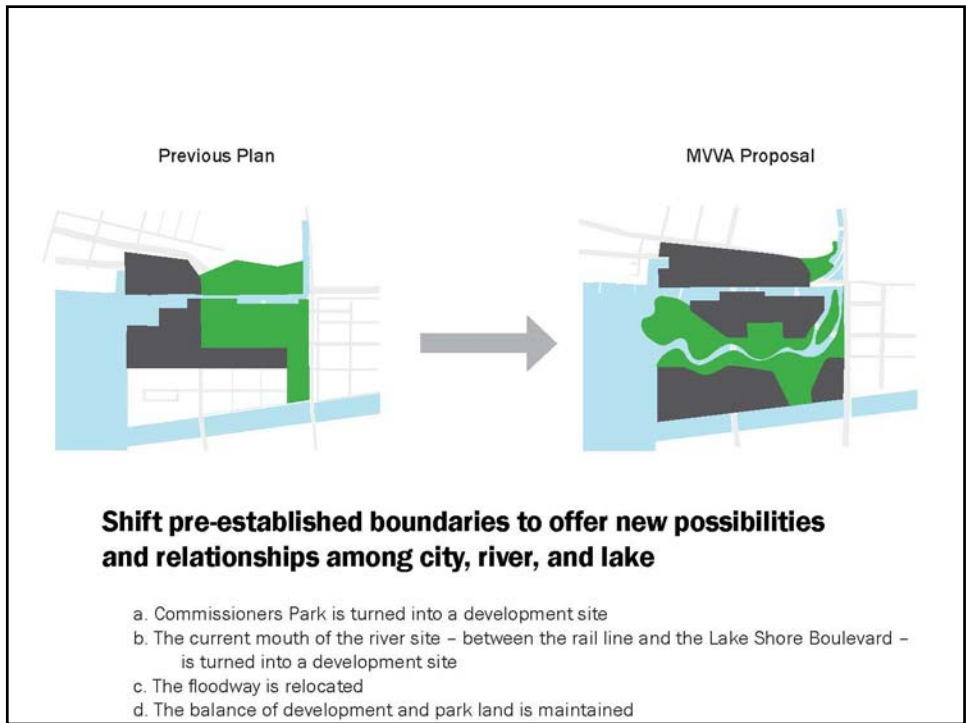 Previous Plan
MVVA Proposal
Shift pre-established boundaries to offer new possibilities
and relationships among city, river, and lake
a. Commissioners Park is turned into a development site
b. The current mouth of the river site – between the rail line and the Lake Shore Boulevard –
is turned into a development site
c. The floodway is relocated
d. The balance of development and park land is maintained